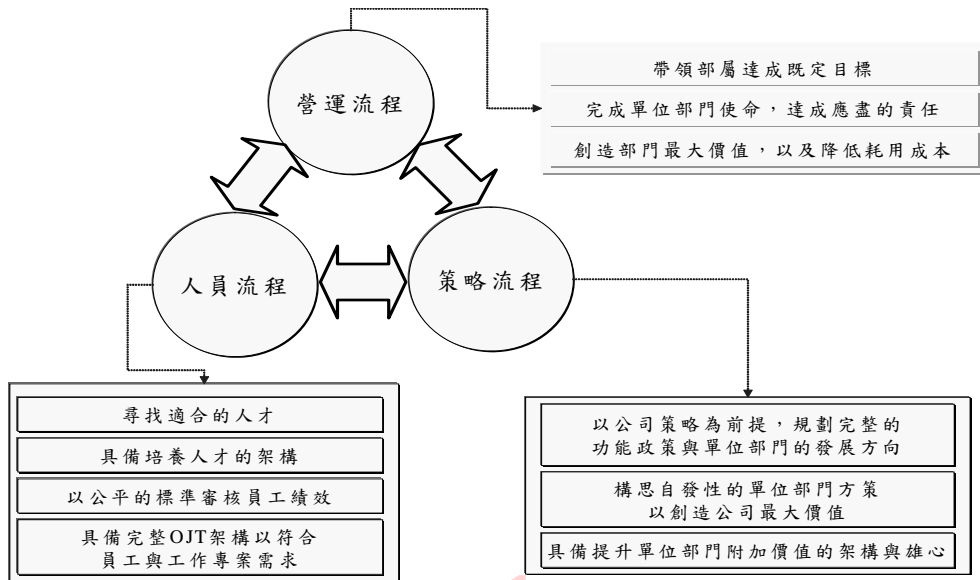 營運流程
帶領部屬達成既定目標
完成單位部門使命，達成應盡的責任
創造部門最大價值，以及降低耗用成本
人員流程
策略流程
尋找適合的人才
具備培養人才的架構
以公平的標準審核員工績效
具備完整OJT架構以符合
員工與工作專案需求
以公司策略為前提，規劃完整的
功能政策與單位部門的發展方向
構思自發性的單位部門方策
以創造公司最大價值
具備提升單位部門附加價值的架構與雄心